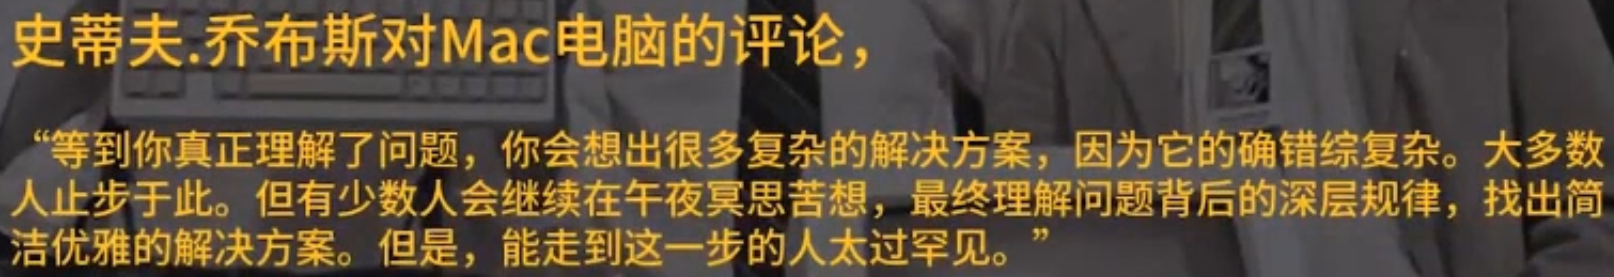 史蒂夫.乔布斯对Mac电脑的评论，
“等到你真正理解了问题，你会想出很多复杂的解决方案，因为它的确错综复杂。大多数
人止步于此。但有少数人会继续在午夜冥思苦想，最终理解问题背后的深层规律，找出简
洁优雅的解决方案。但是，能走到这一步的人太过罕见。”